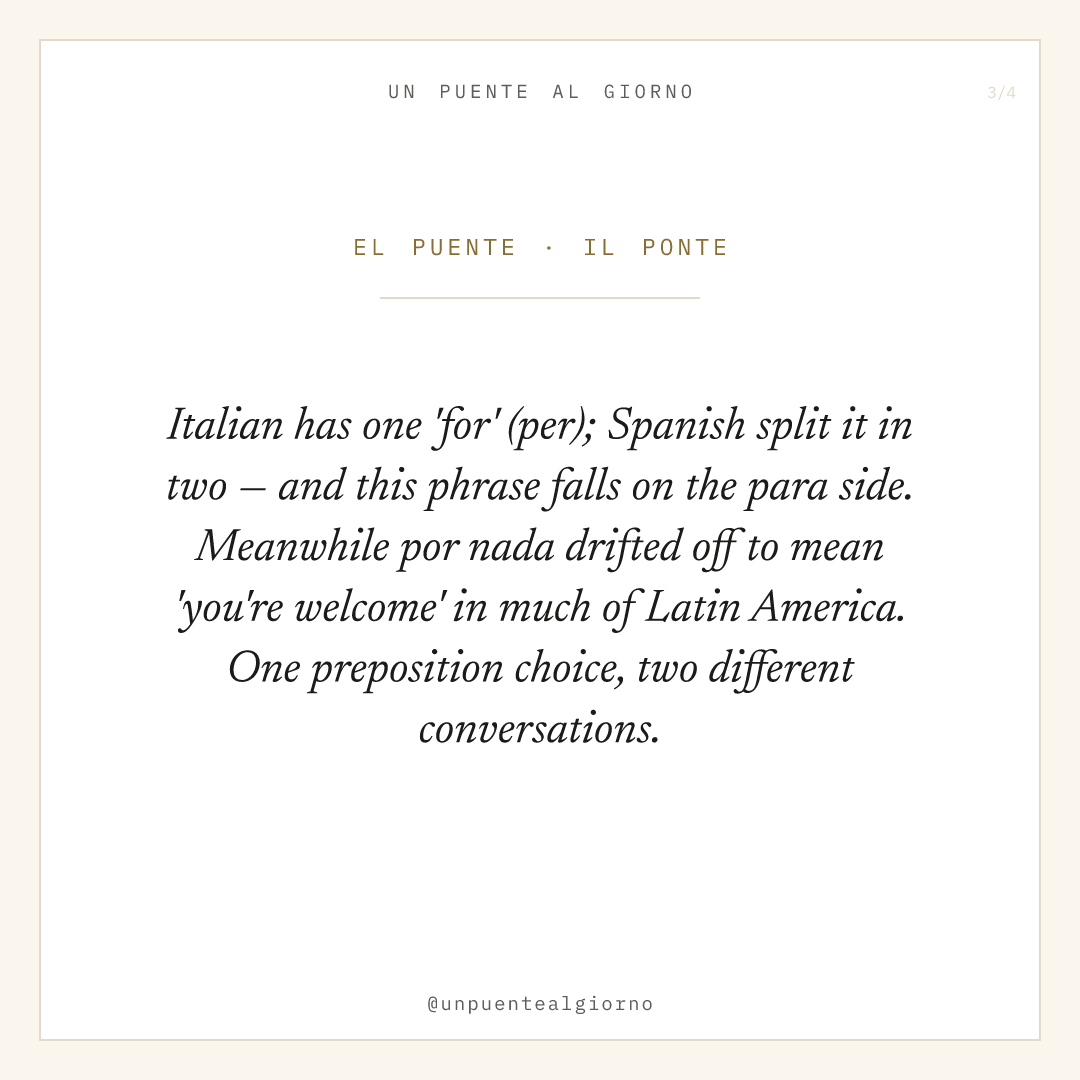 UN PUENTE AL GIORNO
3/4
EL PUENTE · IL PONTE
Italian has one 'for' (per); Spanish split it in
two – and this phrase falls on the para side.
Meanwhile por nada drifted off to mean
'you're welcome' in much of Latin America.
One preposition choice, two different
conversations.
@unpuentealgiorno